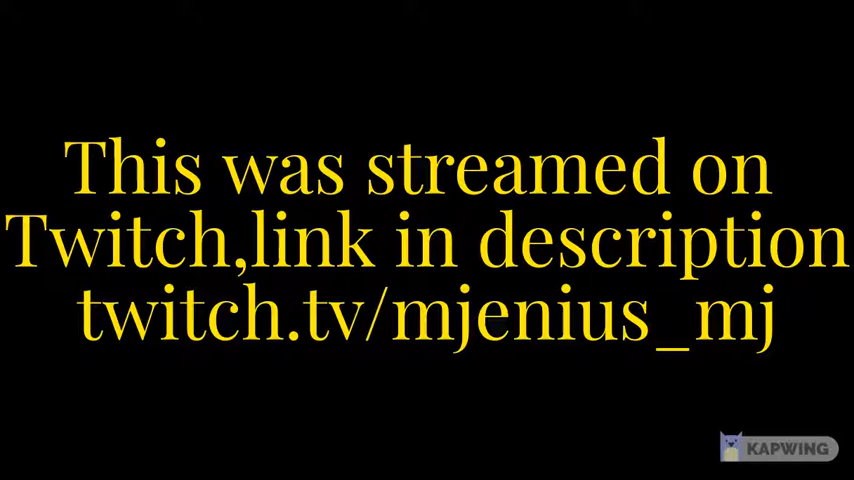 This was streamed on
Twitch,link in description
twitch.tv/mjenius_mj
KAPWING